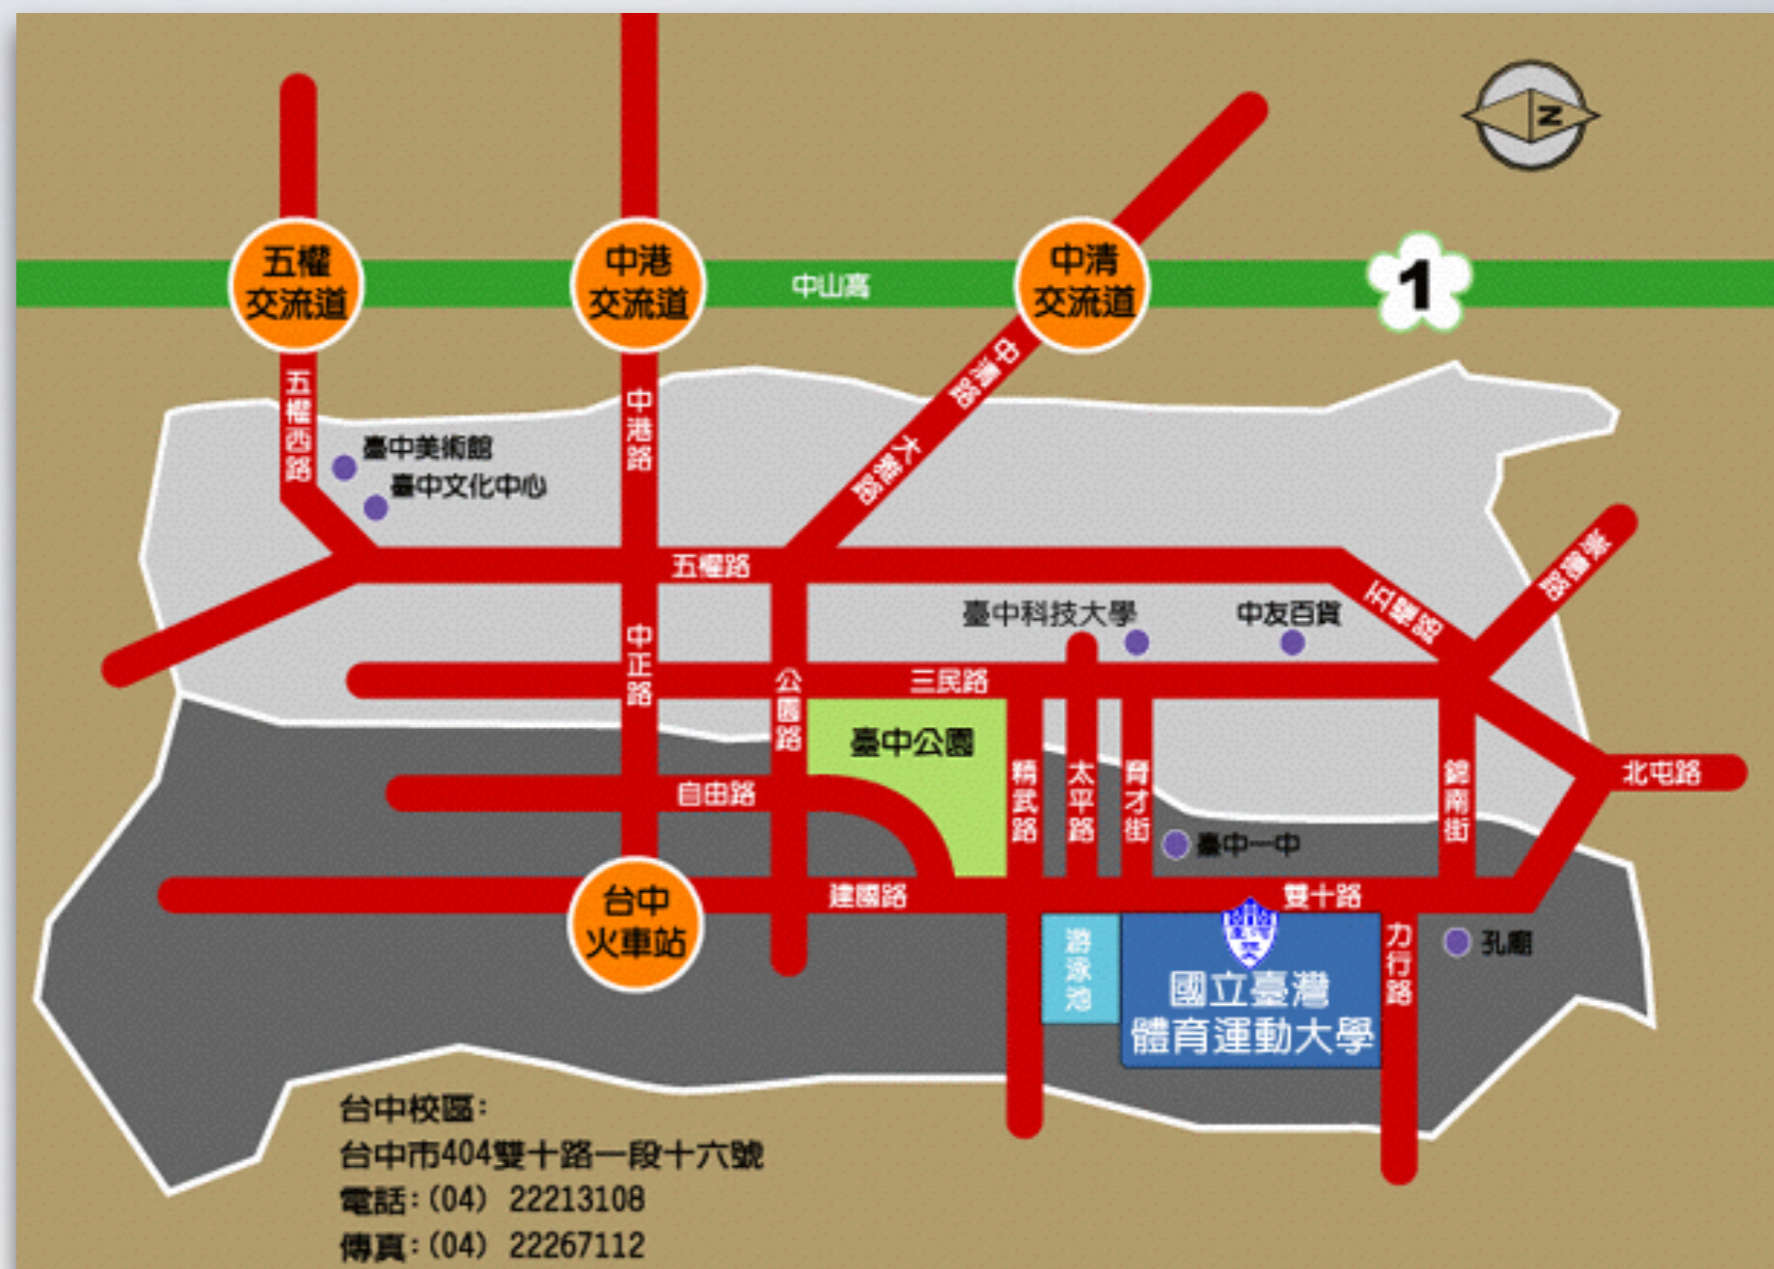 N
五權
交流道
中港
交流道
中山高
中清
交流道
1
五權西路
中港路
中清路
大雅路
臺中美術館
臺中文化中心
五權路
五權路
崇德路
臺中科技大學
中友百貨
中正路
公園路
三民路
臺中公園
精武路
太平路
育才街
錦南街
北屯路
自由路
臺中一中
台中
火車站
建國路
雙十路
游泳池
力行路
孔廟
國立臺灣
體育運動大學
台中校區:
台中市404雙十路一段十六號
電話:(04) 22213108
傳真:(04) 22267112